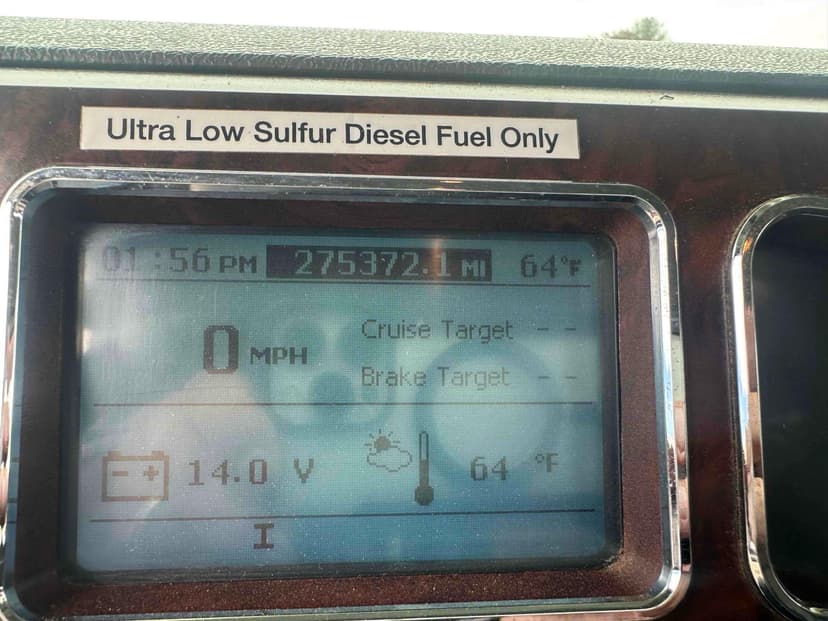 Ultra Low Sulfur Diesel Fuel Only
01:56 PM 275372.1 MI 64°F
Cruise Target - -
0 MPH
Brake Target - -
- + 14.0 V 64 °F
I